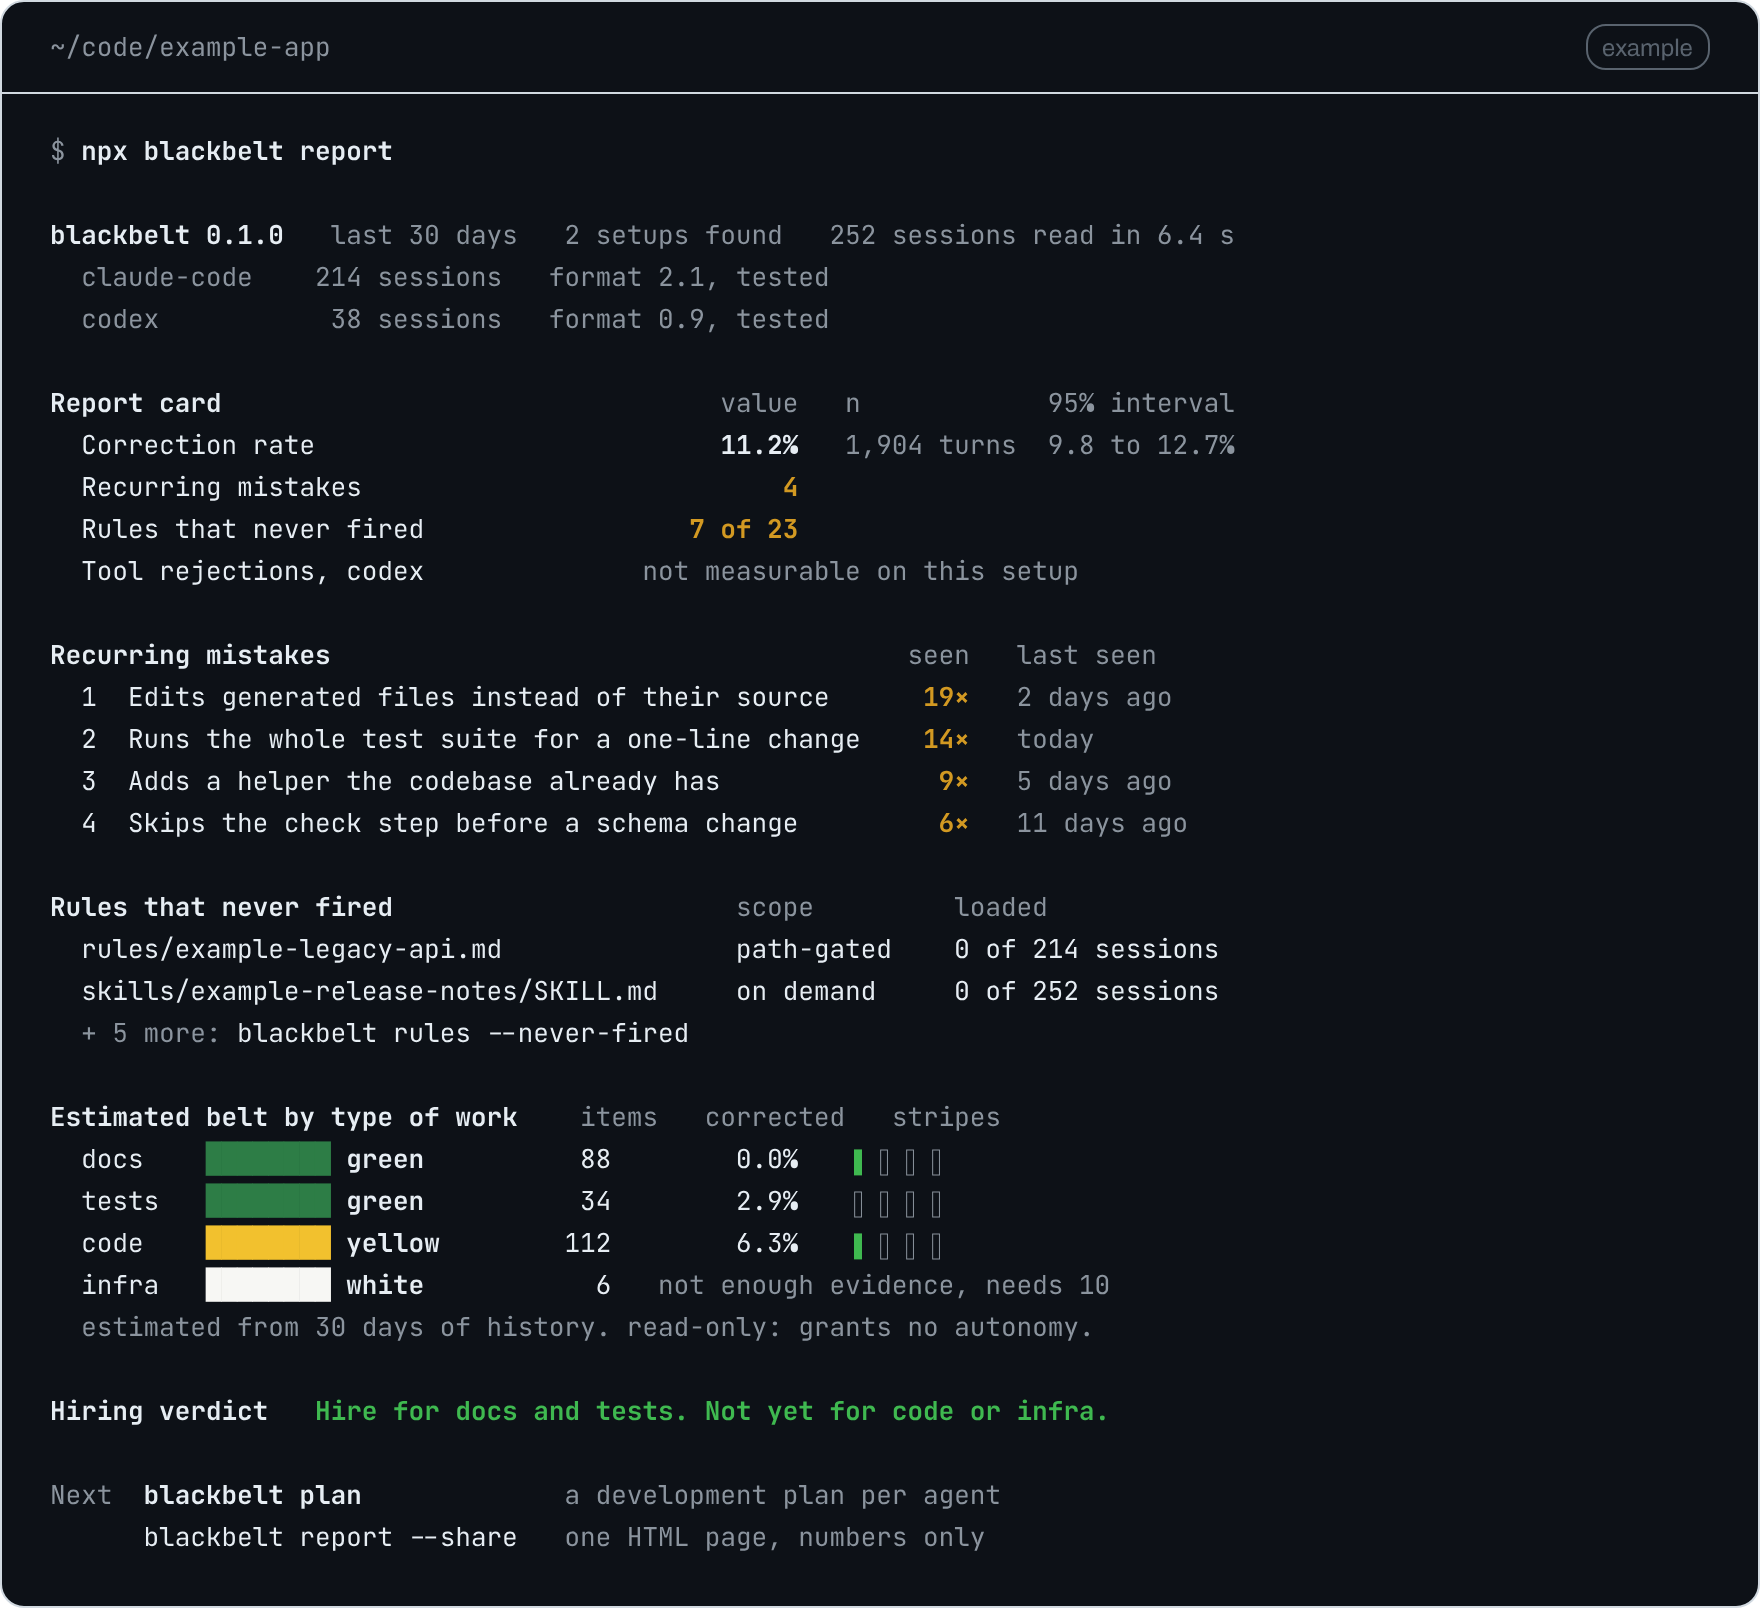 ~/code/example-app example
$ npx blackbelt report
blackbelt 0.1.0 last 30 days 2 setups found 252 sessions read in 6.4 s
claude-code 214 sessions format 2.1, tested
codex 38 sessions format 0.9, tested
Report card value n 95% interval
Correction rate 11.2% 1,904 turns 9.8 to 12.7%
Recurring mistakes 4
Rules that never fired 7 of 23
Tool rejections, codex not measurable on this setup
Recurring mistakes seen last seen
1 Edits generated files instead of their source 19× 2 days ago
2 Runs the whole test suite for a one-line change 14× today
3 Adds a helper the codebase already has 9× 5 days ago
4 Skips the check step before a schema change 6× 11 days ago
Rules that never fired scope loaded
rules/example-legacy-api.md path-gated 0 of 214 sessions
skills/example-release-notes/SKILL.md on demand 0 of 252 sessions
+ 5 more: blackbelt rules --never-fired
Estimated belt by type of work items corrected stripes
docs green 88 0.0%
tests green 34 2.9%
code yellow 112 6.3%
infra white 6 not enough evidence, needs 10
estimated from 30 days of history. read-only: grants no autonomy.
Hiring verdict Hire for docs and tests. Not yet for code or infra.
Next blackbelt plan a development plan per agent
blackbelt report --share one HTML page, numbers only